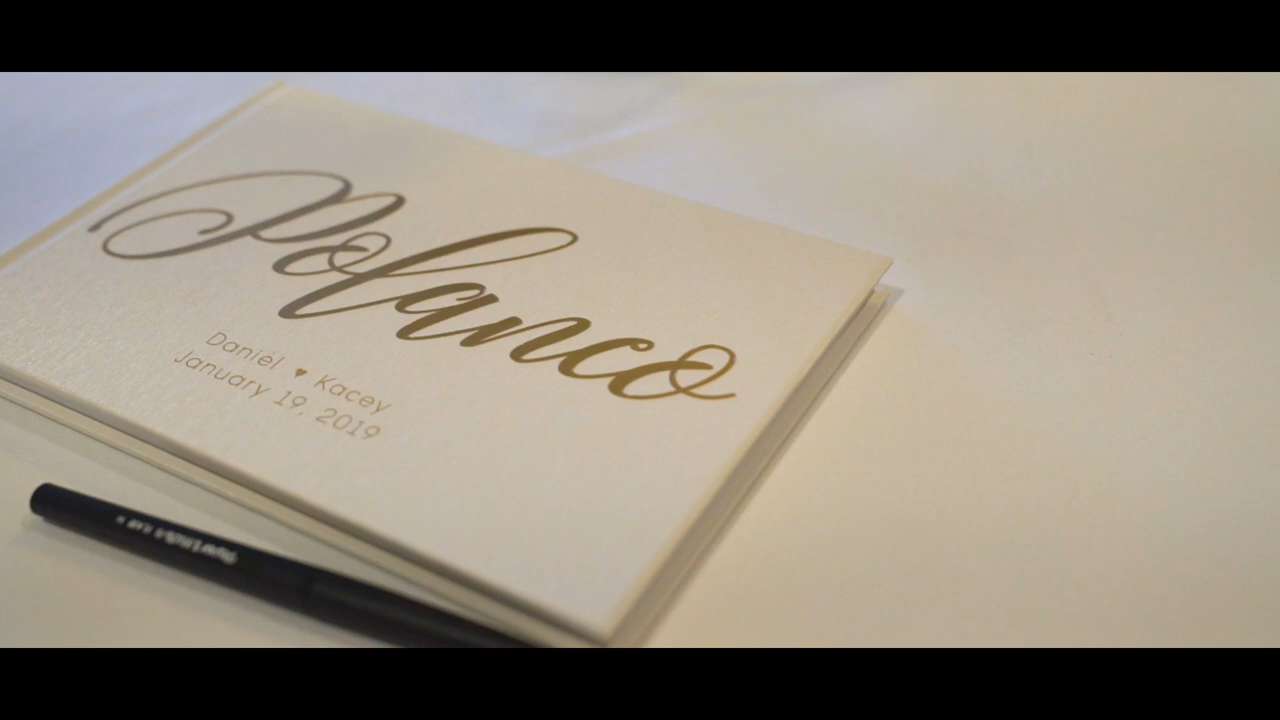 Polanco
Daniel ♥ Kacey
January 19, 2019